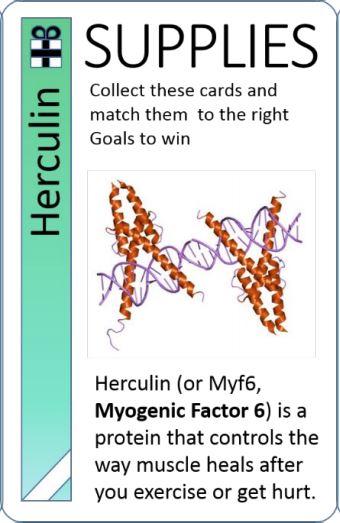 Herculin
SUPPLIES
Collect these cards and
match them to the right
Goals to win
Herculin (or Myf6,
Myogenic Factor 6) is a
protein that controls the
way muscle heals after
you exercise or get hurt.